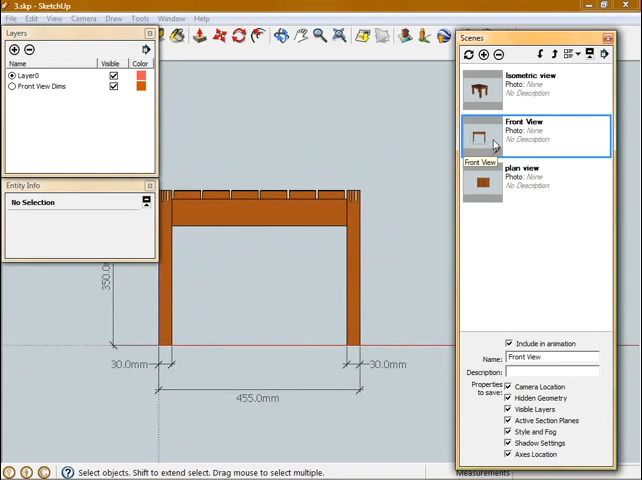 3.skp - SketchUp
File Edit View Camera Draw Tools Window Help
Layers
Name Visible Color
Layer0
Front View Dims
Entity Info
No Selection
350.0m
30.0mm
30.0mm
455.0mm
Scenes
Isometric view
Photo: None
No Description
Front View
Photo: None
No Description
Front View
plan view
Photo: None
No Description
Include in animation
Name: Front View
Description:
Properties to save:
Camera Location
Hidden Geometry
Visible Layers
Active Section Planes
Style and Fog
Shadow Settings
Axes Location
Select objects. Shift to extend select. Drag mouse to select multiple.
Measurements